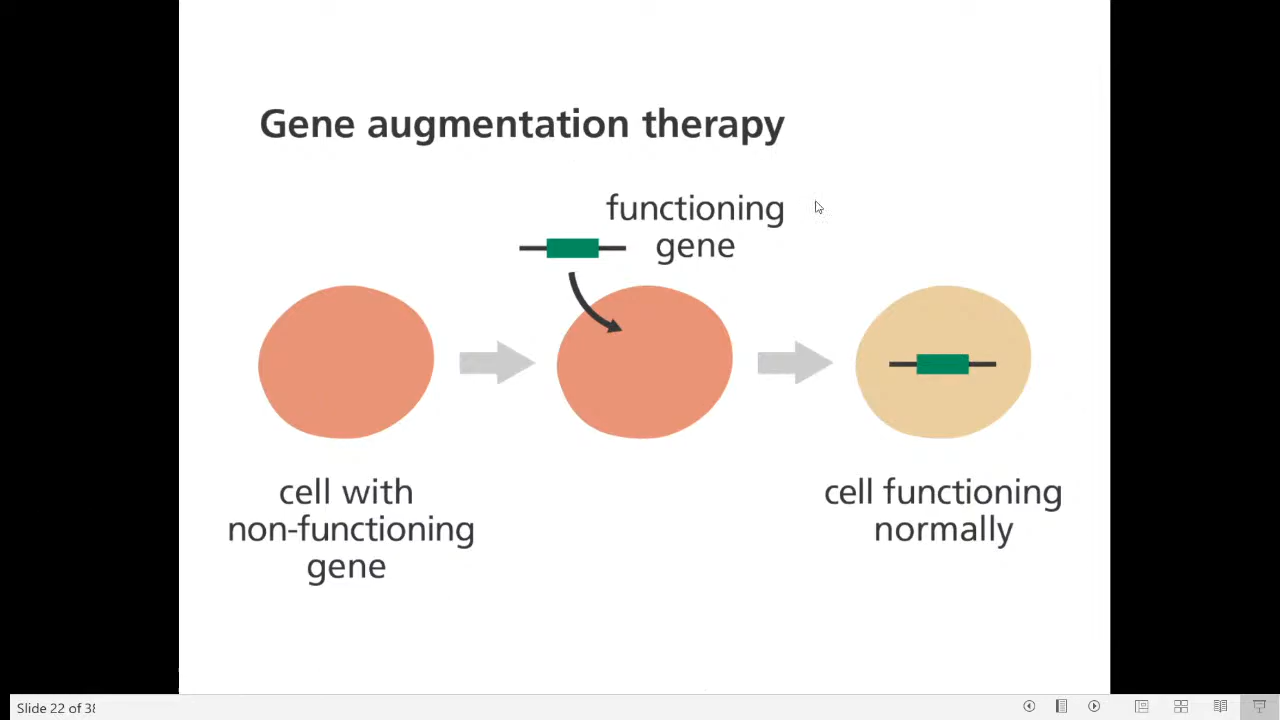 Gene augmentation therapy
functioning
gene
cell with
non-functioning
gene
cell functioning
normally
Slide 22 of 38